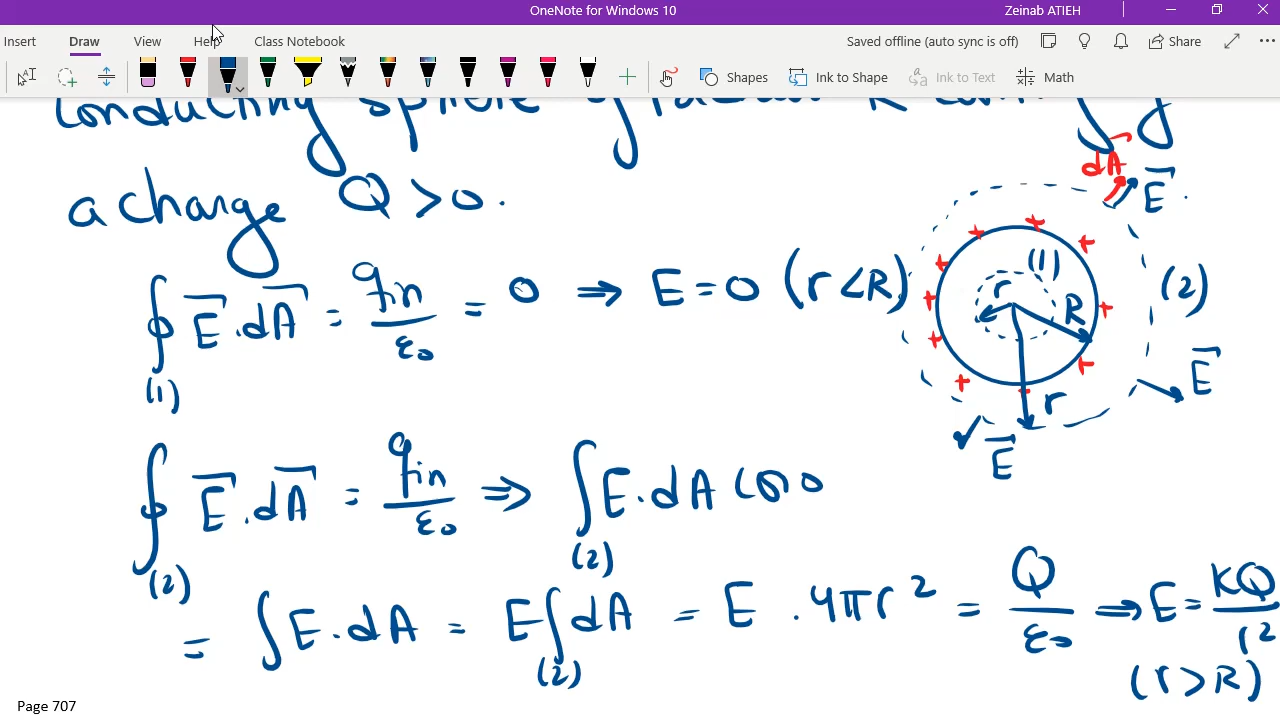 OneNote for Windows 10 Zeinab ATIEH
Insert Draw View Help Class Notebook Saved offline (auto sync is off) Share
Shapes Ink to Shape Ink to Text Math
conducting sphere of radius R carrying
a charge Q > 0.
∮(1) E⃗ . dA⃗ = qin/ε₀ = 0 ⇒ E = 0 (r < R)
∮(2) E⃗ . dA⃗ = qin/ε₀ ⇒ ∫(2) E . dA cos 0
= ∫ E . dA = E ∫(2) dA = E . 4πr² = Q/ε₀ ⇒ E = KQ/r²
(r > R)
dA⃗
E⃗
+ + + + + + + + + +
(1)
(2)
r
R
E⃗
r
E⃗
Page 707